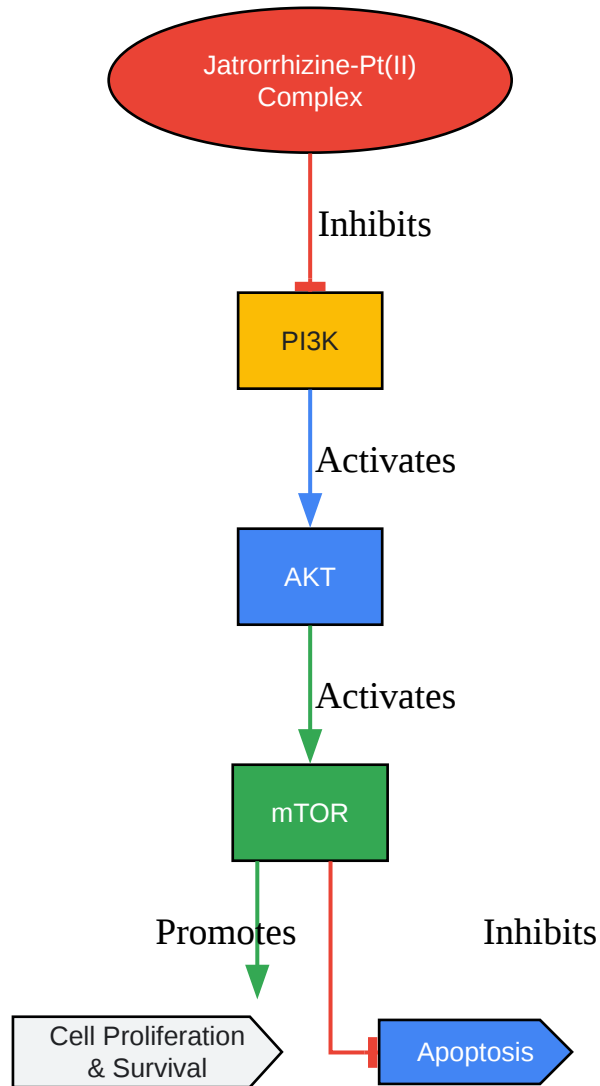 Jatrorrhizine-Pt(II)
Complex
Inhibits
PI3K
Activates
AKT
Activates
mTOR
Promotes
Inhibits
Cell Proliferation
& Survival
Apoptosis